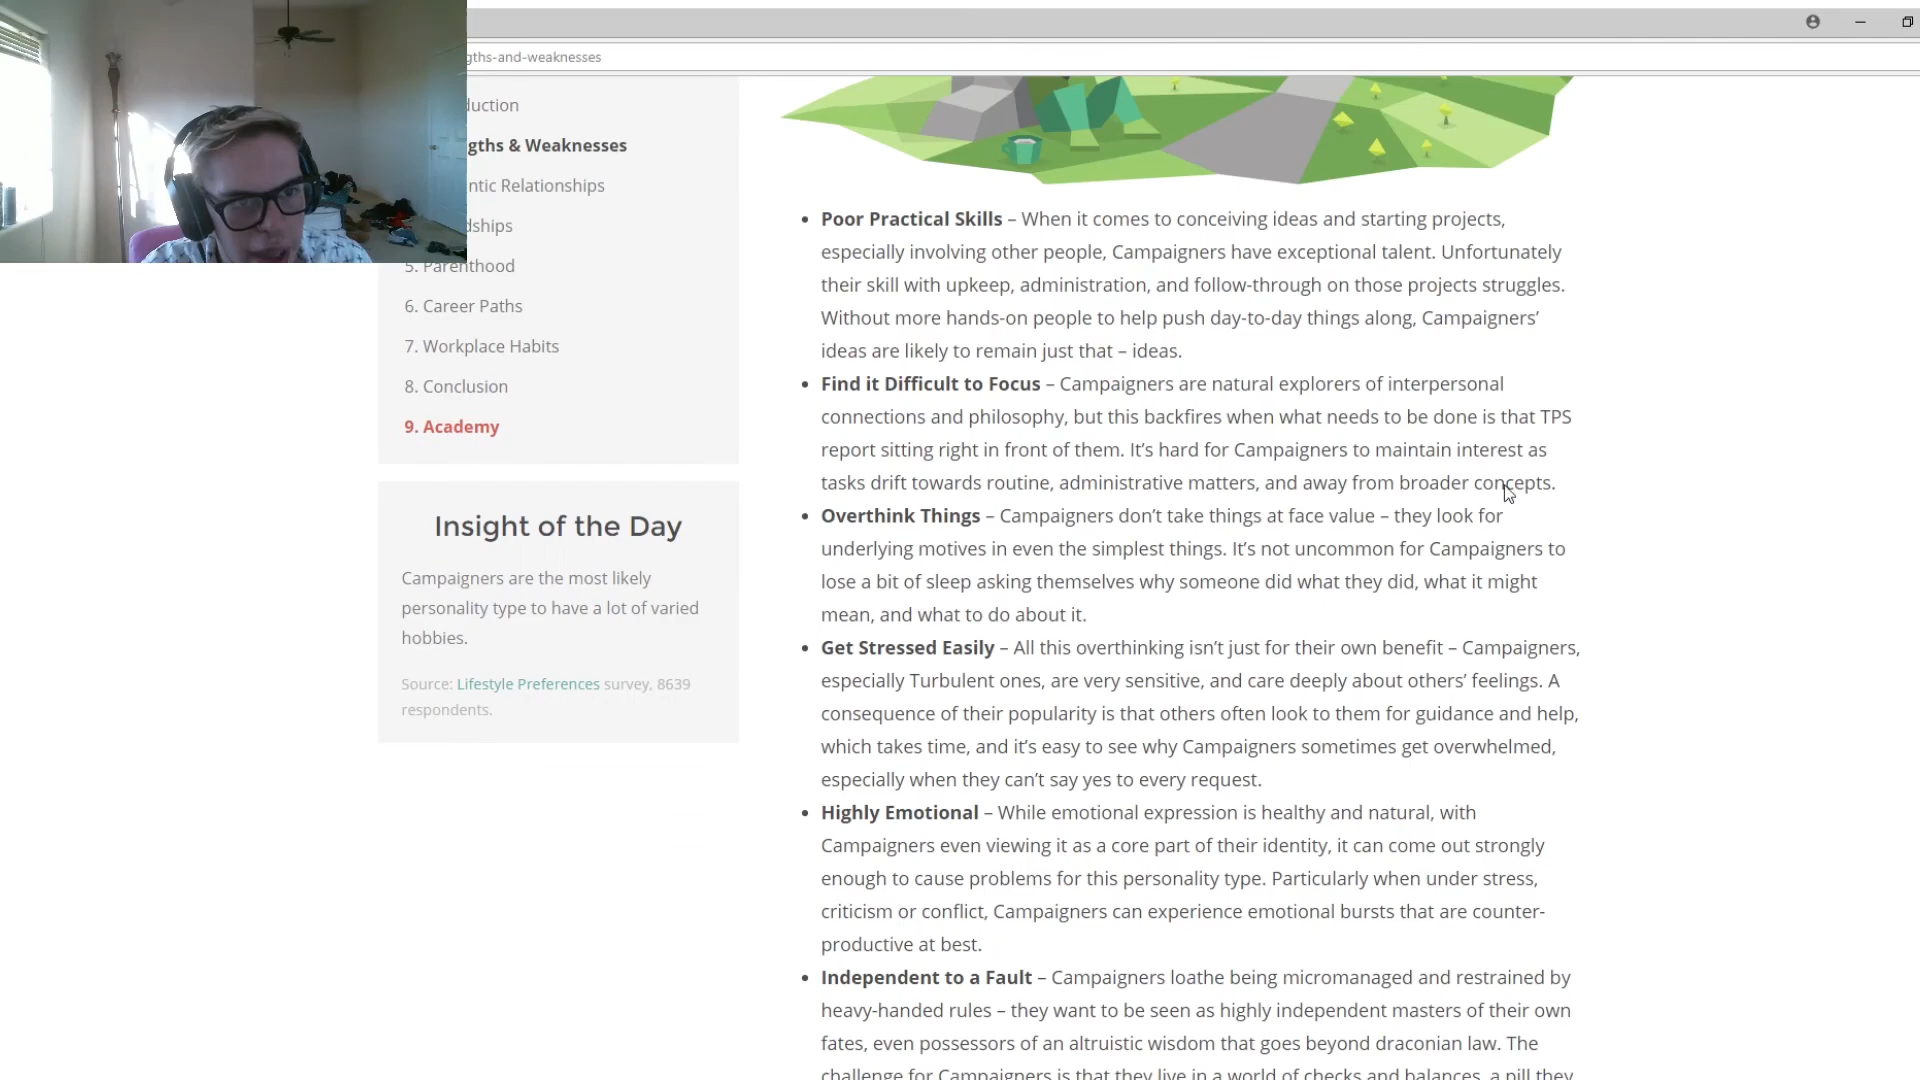 gths-and-weaknesses
duction
gths & Weaknesses
ntic Relationships
dships
5. Parenthood
6. Career Paths
7. Workplace Habits
8. Conclusion
9. Academy
Insight of the Day
Campaigners are the most likely
personality type to have a lot of varied
hobbies.
Source: Lifestyle Preferences survey, 8639
respondents.
• Poor Practical Skills – When it comes to conceiving ideas and starting projects,
especially involving other people, Campaigners have exceptional talent. Unfortunately
their skill with upkeep, administration, and follow-through on those projects struggles.
Without more hands-on people to help push day-to-day things along, Campaigners’
ideas are likely to remain just that – ideas.
• Find it Difficult to Focus – Campaigners are natural explorers of interpersonal
connections and philosophy, but this backfires when what needs to be done is that TPS
report sitting right in front of them. It’s hard for Campaigners to maintain interest as
tasks drift towards routine, administrative matters, and away from broader concepts.
• Overthink Things – Campaigners don’t take things at face value – they look for
underlying motives in even the simplest things. It’s not uncommon for Campaigners to
lose a bit of sleep asking themselves why someone did what they did, what it might
mean, and what to do about it.
• Get Stressed Easily – All this overthinking isn’t just for their own benefit – Campaigners,
especially Turbulent ones, are very sensitive, and care deeply about others’ feelings. A
consequence of their popularity is that others often look to them for guidance and help,
which takes time, and it’s easy to see why Campaigners sometimes get overwhelmed,
especially when they can’t say yes to every request.
• Highly Emotional – While emotional expression is healthy and natural, with
Campaigners even viewing it as a core part of their identity, it can come out strongly
enough to cause problems for this personality type. Particularly when under stress,
criticism or conflict, Campaigners can experience emotional bursts that are counter-
productive at best.
• Independent to a Fault – Campaigners loathe being micromanaged and restrained by
heavy-handed rules – they want to be seen as highly independent masters of their own
fates, even possessors of an altruistic wisdom that goes beyond draconian law. The
challenge for Campaigners is that they live in a world of checks and balances, a pill they